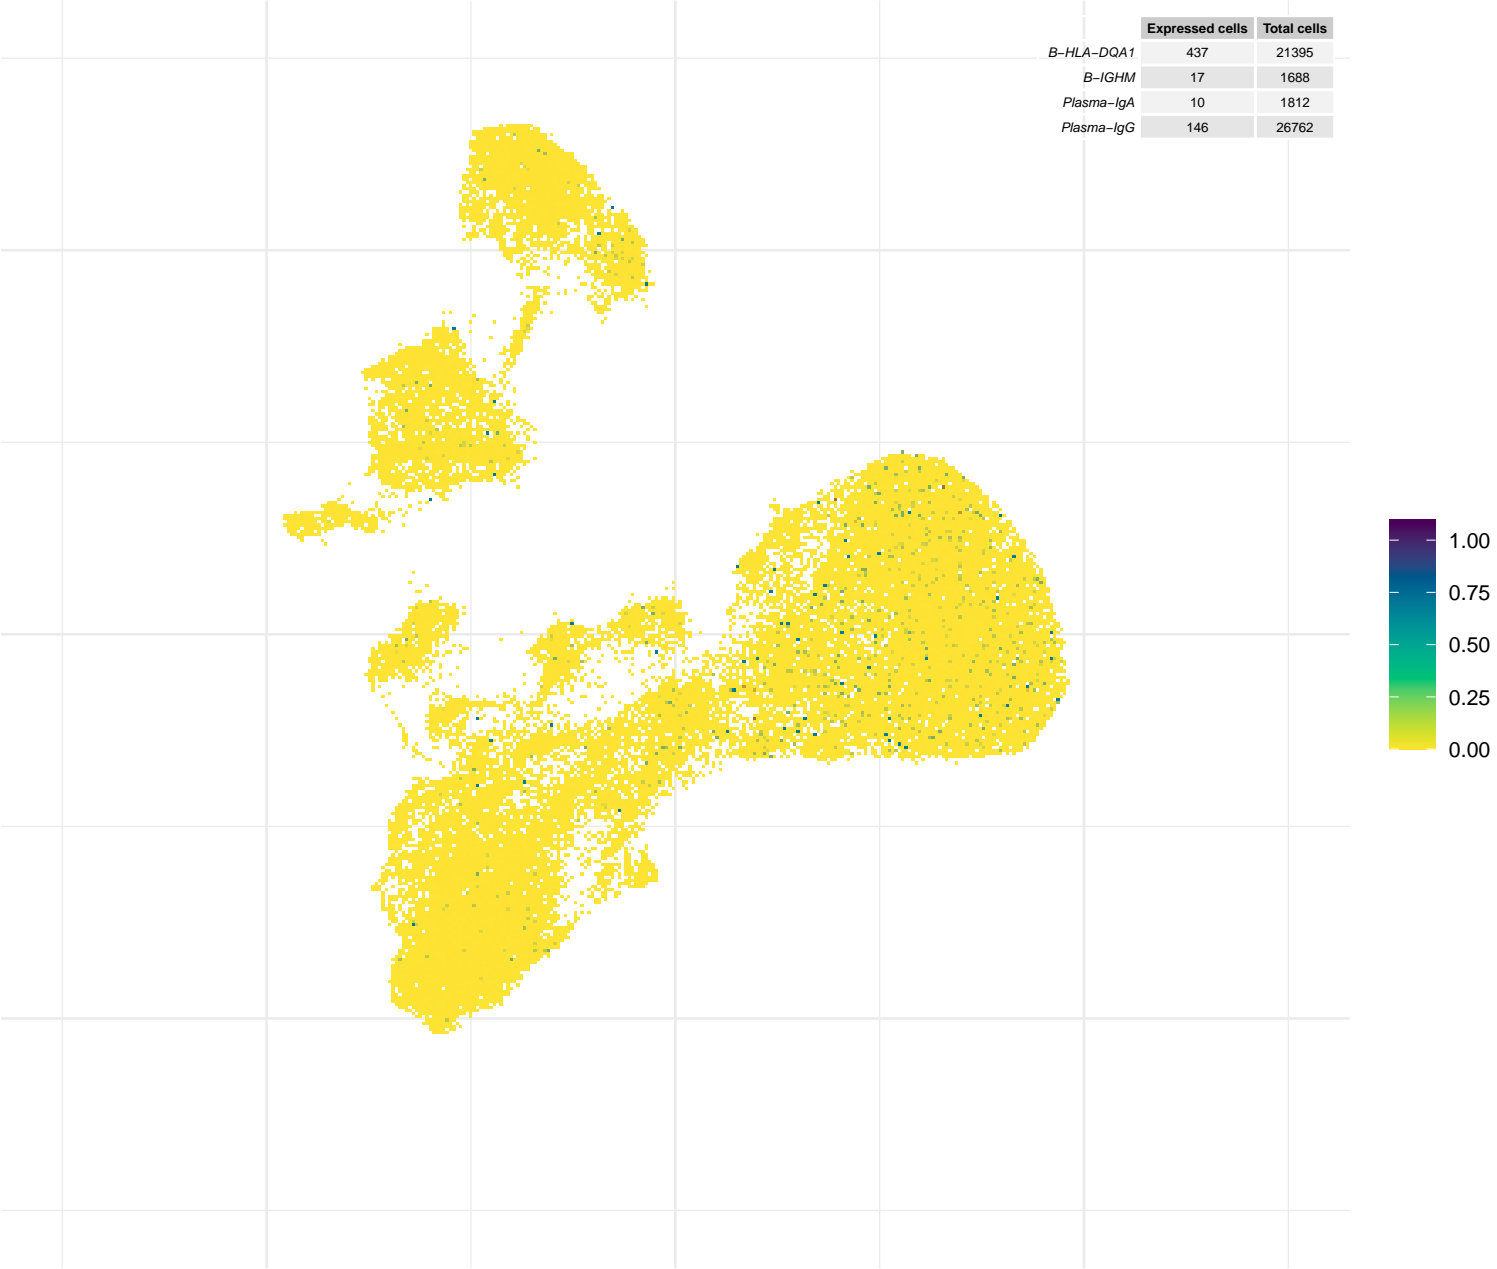 Expressed cells Total cells
B−HLA−DQA1 437 21395
B−IGHM 17 1688
Plasma−IgA 10 1812
Plasma−IgG 146 26762
1.00
0.75
0.50
0.25
0.00